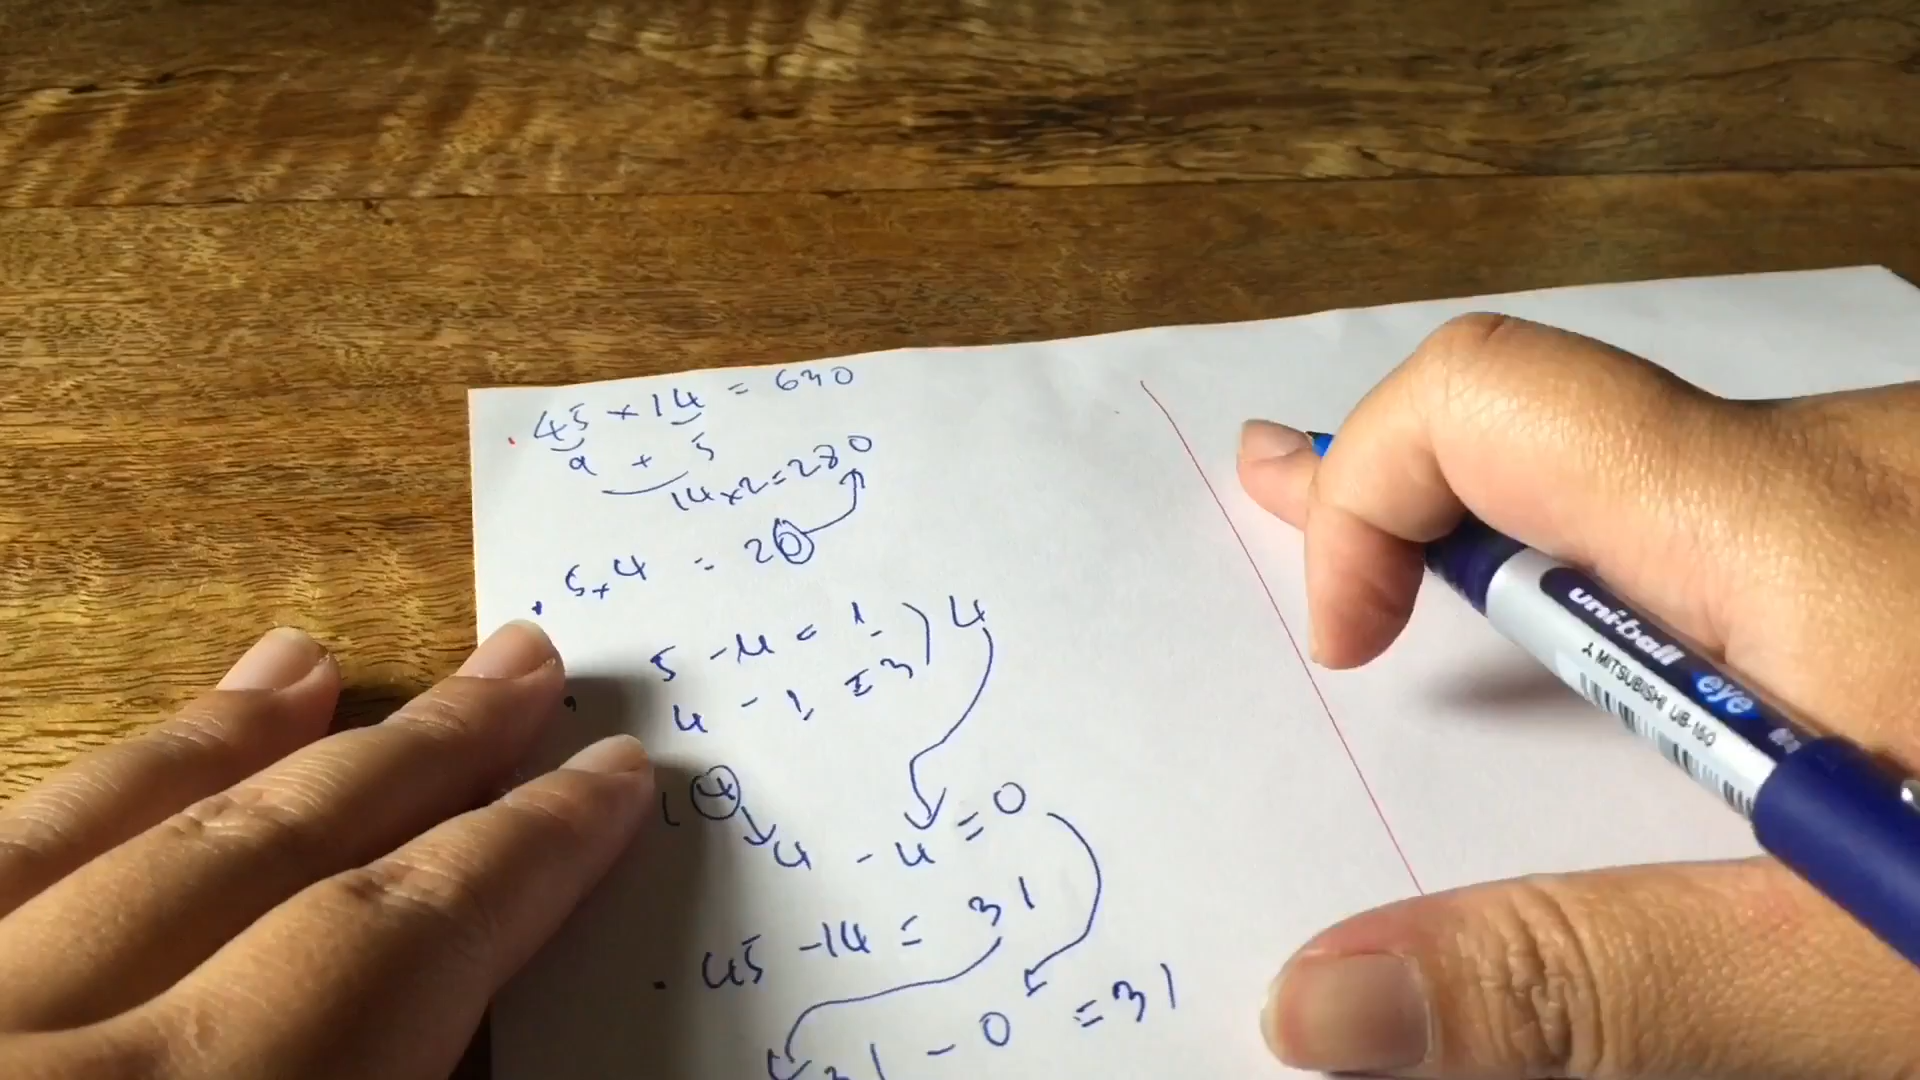 45 × 14 = 630
9 + 5
14 × 2 = 280
5 × 4 = 20
5 - 4 = 1
4 - 1 = 3
) 4
1 4
4 - 4 = 0
45 - 14 = 31
31 - 0 = 31
uni-ball eye
MITSUBISHI UB-150